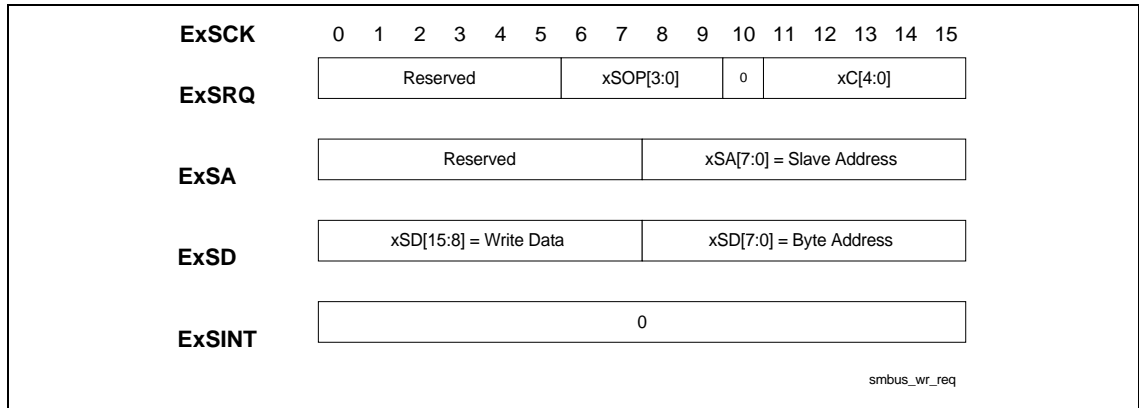 ExSCK 0 1 2 3 4 5 6 7 8 9 10 11 12 13 14 15
ExSRQ Reserved xSOP[3:0] 0 xC[4:0]
ExSA Reserved xSA[7:0] = Slave Address
ExSD xSD[15:8] = Write Data xSD[7:0] = Byte Address
ExSINT 0
smbus_wr_req